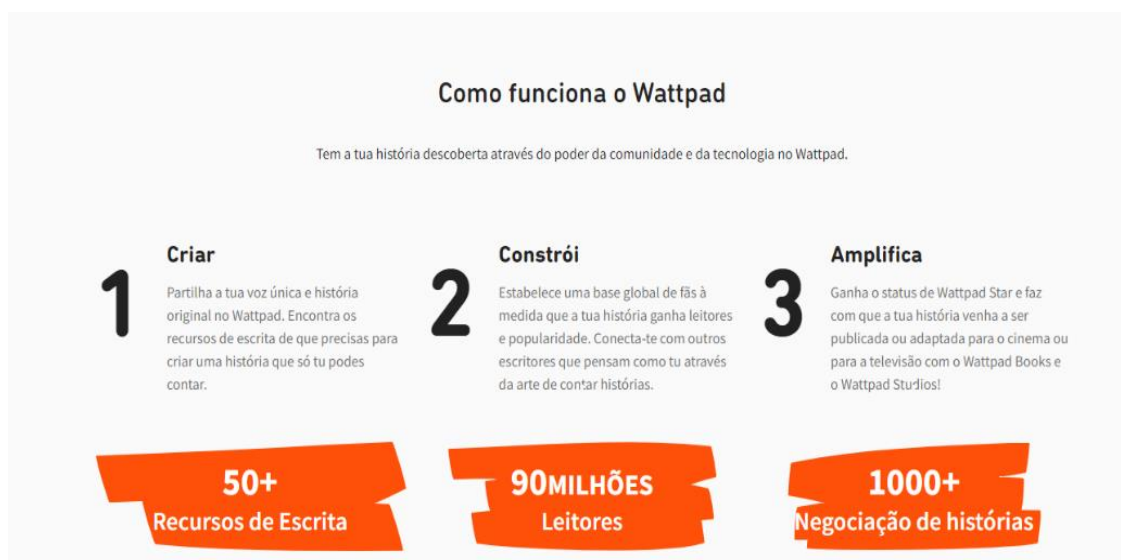 Como funciona o Wattpad
Tem a tua história descoberta através do poder da comunidade e da tecnologia no Wattpad.
1
Criar
Partilha a tua voz única e história
original no Wattpad. Encontra os
recursos de escrita de que precisas para
criar uma história que só tu podes
contar.
2
Constrói
Estabelece uma base global de fãs à
medida que a tua história ganha leitores
e popularidade. Conecta-te com outros
escritores que pensam como tu através
da arte de contar histórias.
3
Amplifica
Ganha o status de Wattpad Star e faz
com que a tua história venha a ser
publicada ou adaptada para o cinema ou
para a televisão com o Wattpad Books e
o Wattpad Studios!
50+
Recursos de Escrita
90MILHÕES
Leitores
1000+
Negociação de histórias